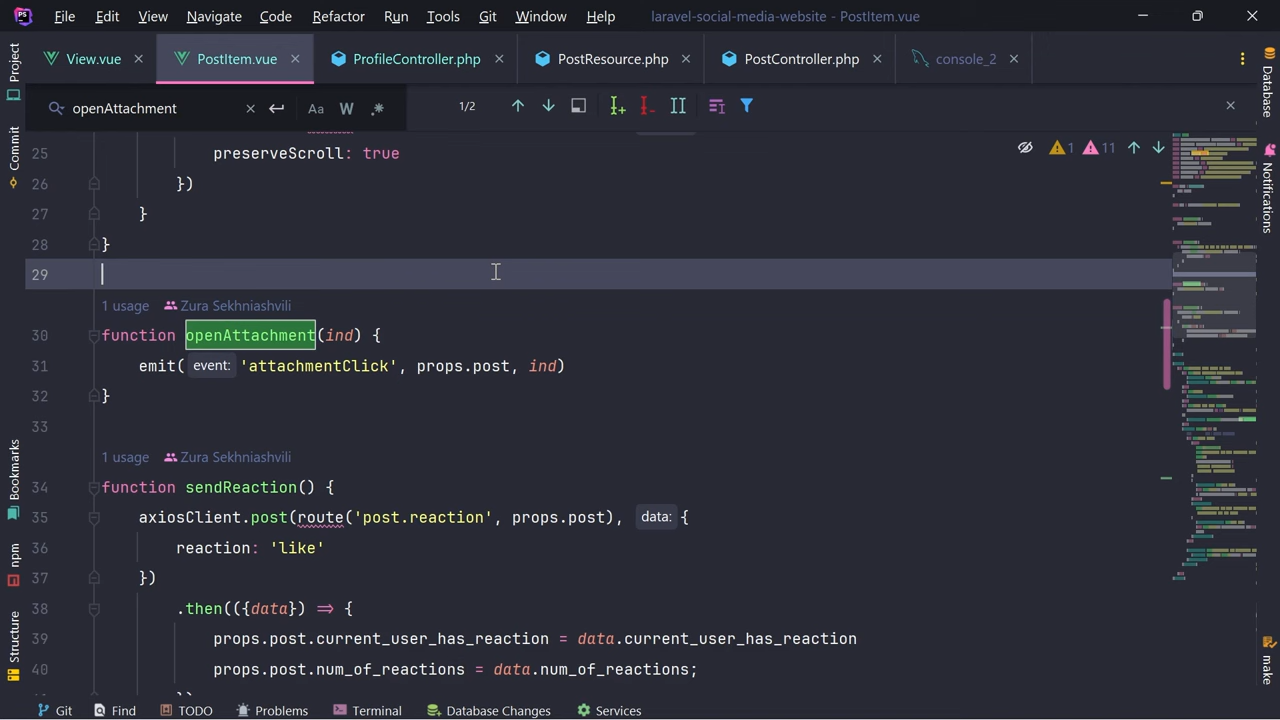 PS File Edit View Navigate Code Refactor Run Tools Git Window Help laravel-social-media-website - PostItem.vue
View.vue PostItem.vue ProfileController.php PostResource.php PostController.php console_2
openAttachment Aa W .* 1/2
Project
Commit
Bookmarks
npm
Structure
Database
Notifications
make
1 11
25 preserveScroll: true
26 })
27 }
28 }
29
1 usage Zura Sekhniashvili
30 function openAttachment(ind) {
31 emit( event: 'attachmentClick', props.post, ind)
32 }
33
1 usage Zura Sekhniashvili
34 function sendReaction() {
35 axiosClient.post(route('post.reaction', props.post), data: {
36 reaction: 'like'
37 })
38 .then(({data}) => {
39 props.post.current_user_has_reaction = data.current_user_has_reaction
40 props.post.num_of_reactions = data.num_of_reactions;
Git Find TODO Problems Terminal Database Changes Services